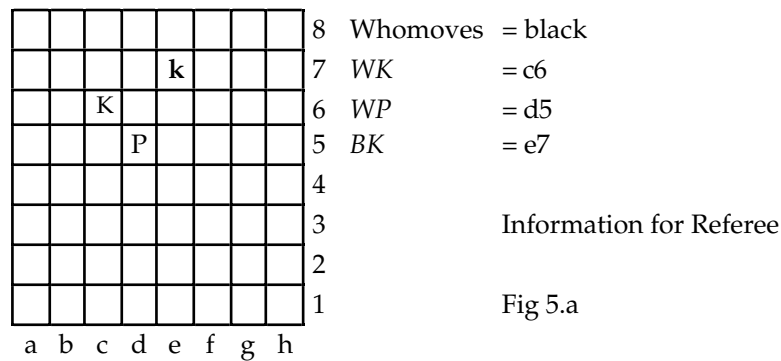 8 Whomoves = black
k 7 WK = c6
K 6 WP = d5
P 5 BK = e7
4
3 Information for Referee
2
1 Fig 5.a
a b c d e f g h